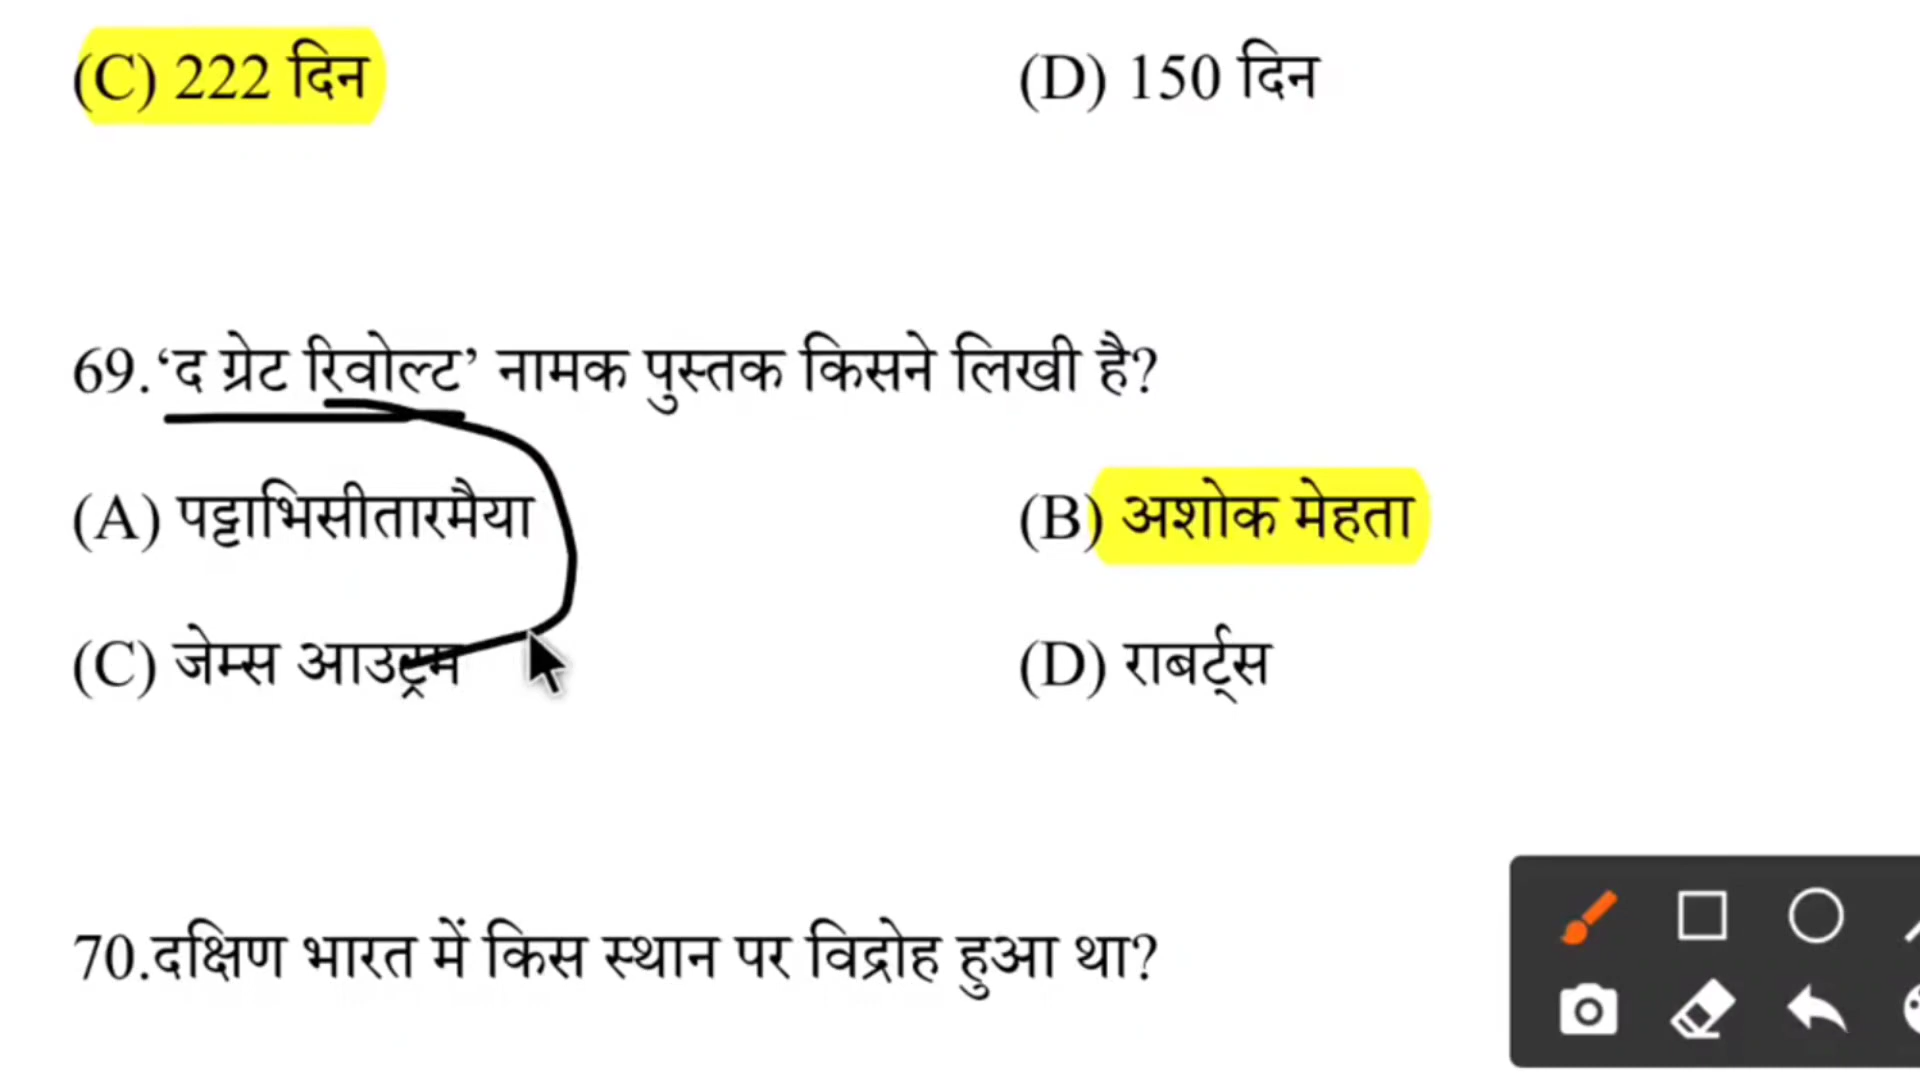 (C) 222 दिन (D) 150 दिन
69.‘द ग्रेट रिवोल्ट’ नामक पुस्तक किसने लिखी है?
(A) पट्टाभिसीतारमैया (B) अशोक मेहता
(C) जेम्स आउट्रम (D) राबर्ट्स
70.दक्षिण भारत में किस स्थान पर विद्रोह हुआ था?